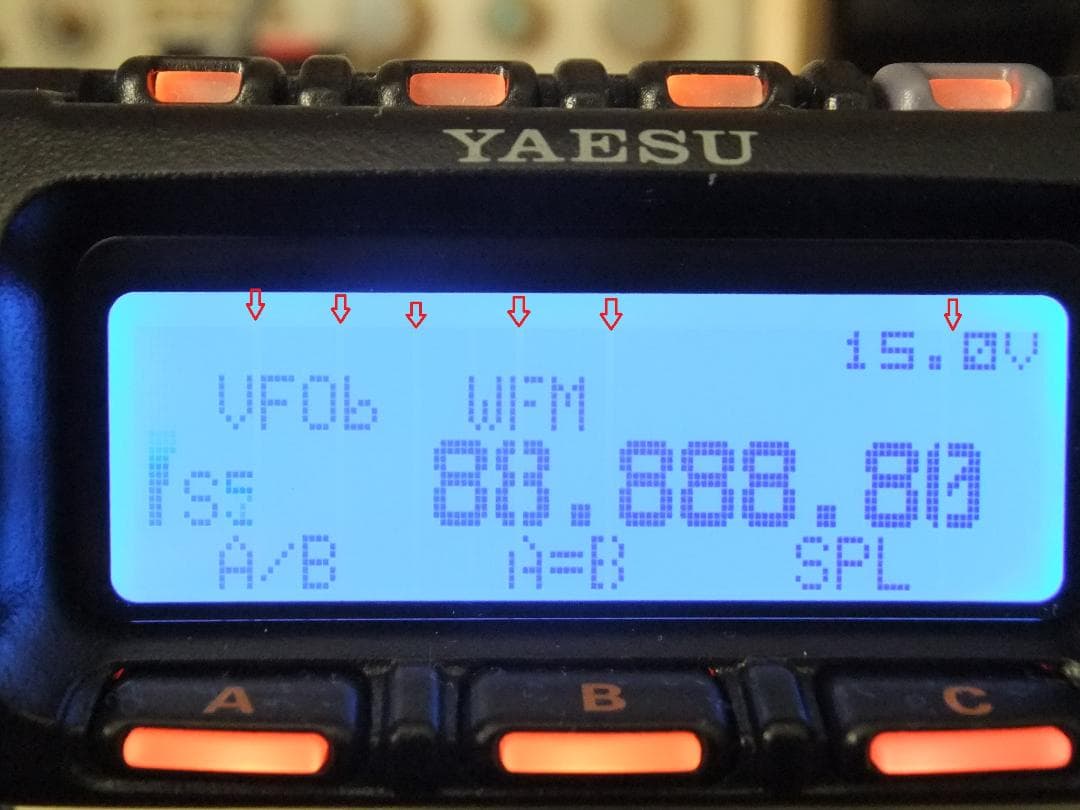 YAESU
15.0V
VFOb WFM
S5 88.888.80
A/B A=B SPL
A B C